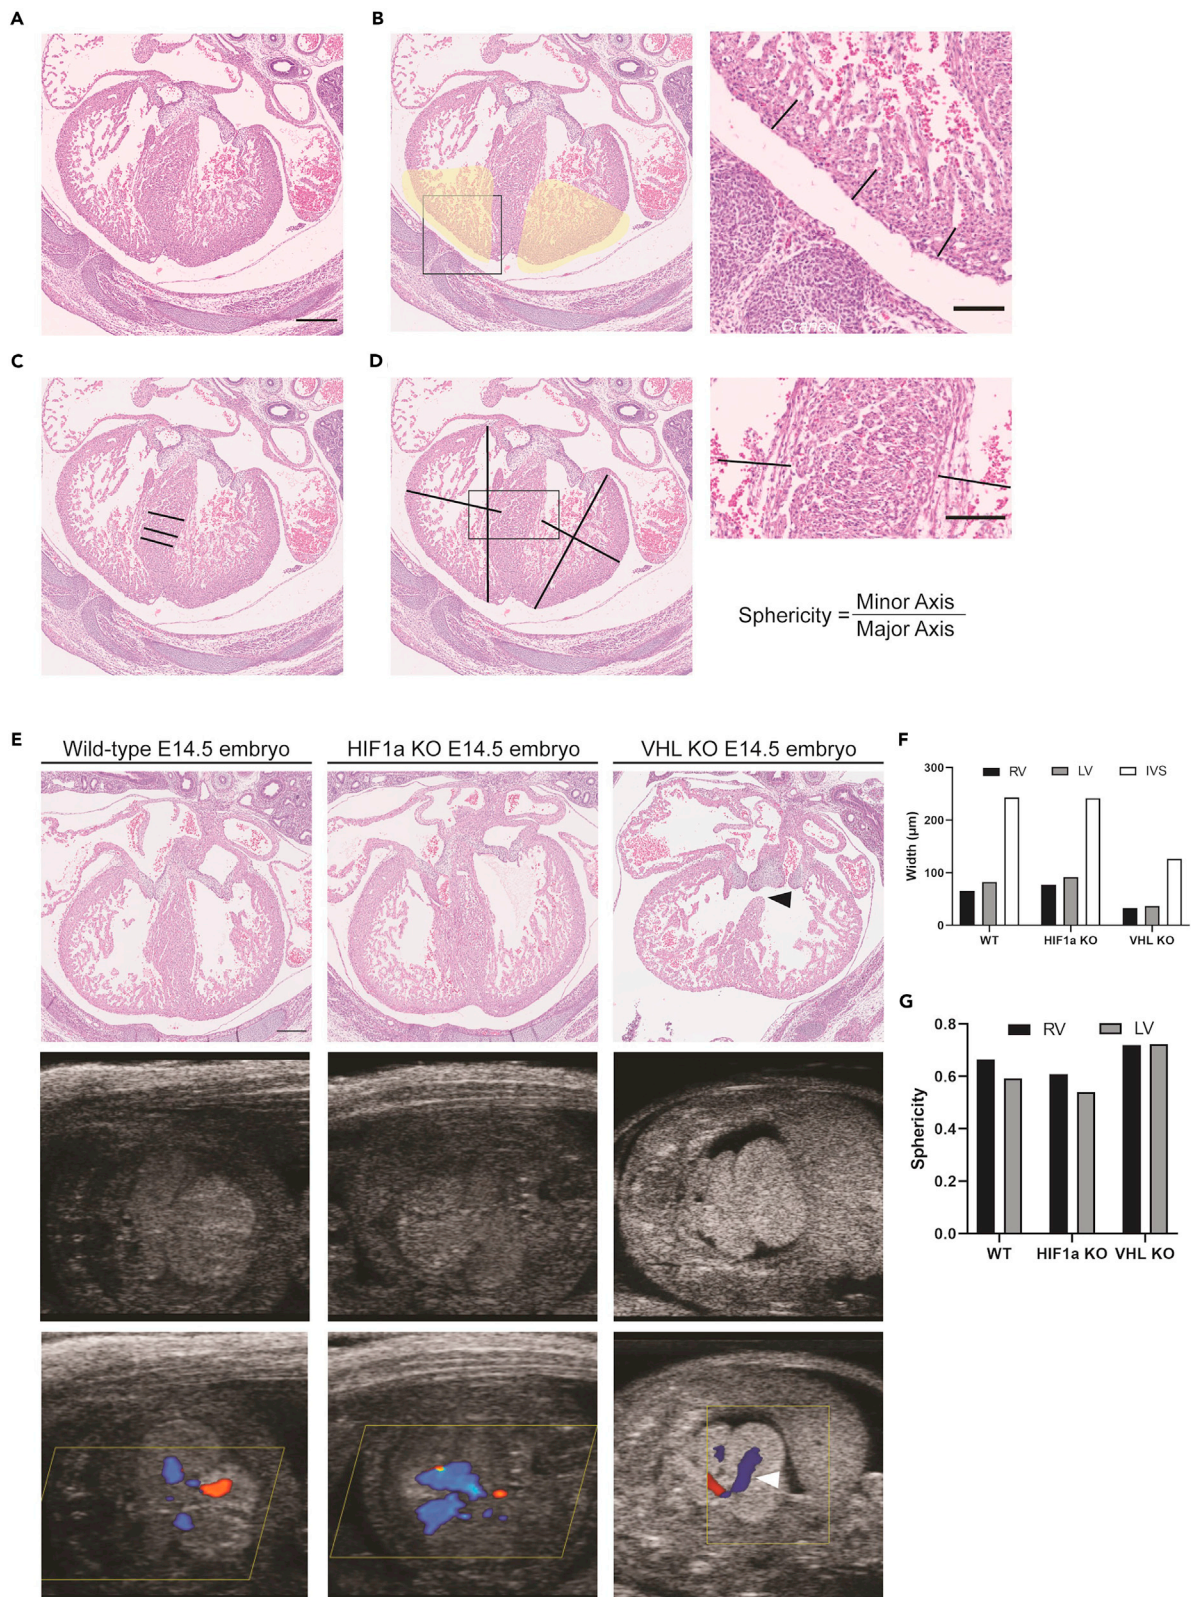 A
B
C
D
Sphericity = Minor Axis
Major Axis
E
Wild-type E14.5 embryo
HIF1a KO E14.5 embryo
VHL KO E14.5 embryo
F
RV LV IVS
300
200
100
0
Width (µm)
WT HIF1a KO VHL KO
G
RV LV
0.8
0.6
0.4
0.2
0.0
Sphericity
WT HIF1a KO VHL KO